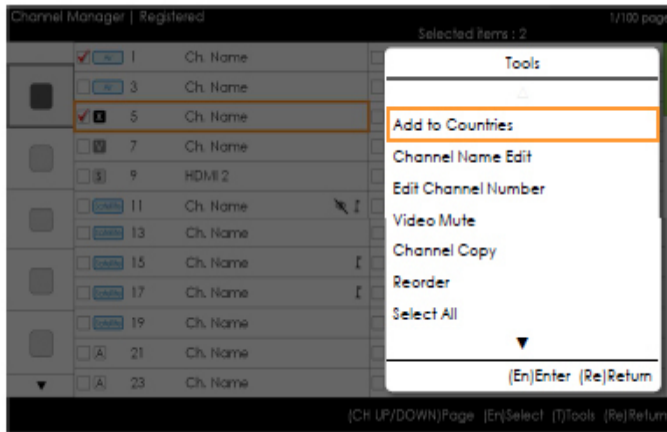 Channel Manager | Registered
1/100 page
Selected items : 2
1 Ch. Name
3 Ch. Name
X 5 Ch. Name
V 7 Ch. Name
S 9 HDMI 2
11 Ch. Name
13 Ch. Name
15 Ch. Name
17 Ch. Name
19 Ch. Name
A 21 Ch. Name
A 23 Ch. Name
Tools
Add to Countries
Channel Name Edit
Edit Channel Number
Video Mute
Channel Copy
Reorder
Select All
(En)Enter (Re)Return
(CH UP/DOWN)Page (En)Select (T)Tools (Re)Return